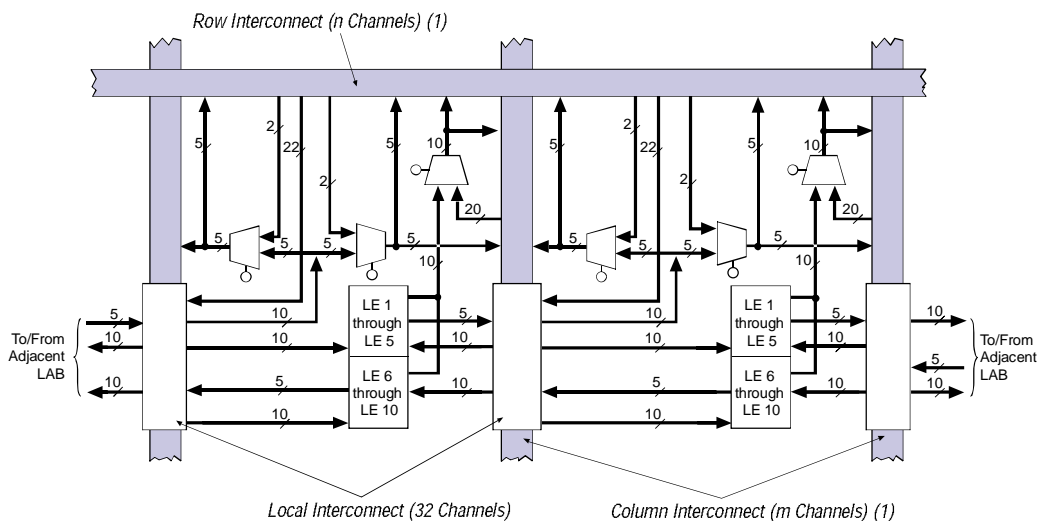 Row Interconnect (n Channels) (1)
2
5
22
2
5
10
20
5
5
5
5
10
2
5
22
2
5
10
20
5
5
5
5
10
To/From
Adjacent
LAB
5
10
10
10
10
5
10
LE 1
through
LE 5
LE 6
through
LE 10
5
10
10
10
10
5
10
LE 1
through
LE 5
LE 6
through
LE 10
5
10
10
10
5
10
To/From
Adjacent
LAB
Local Interconnect (32 Channels)
Column Interconnect (m Channels) (1)